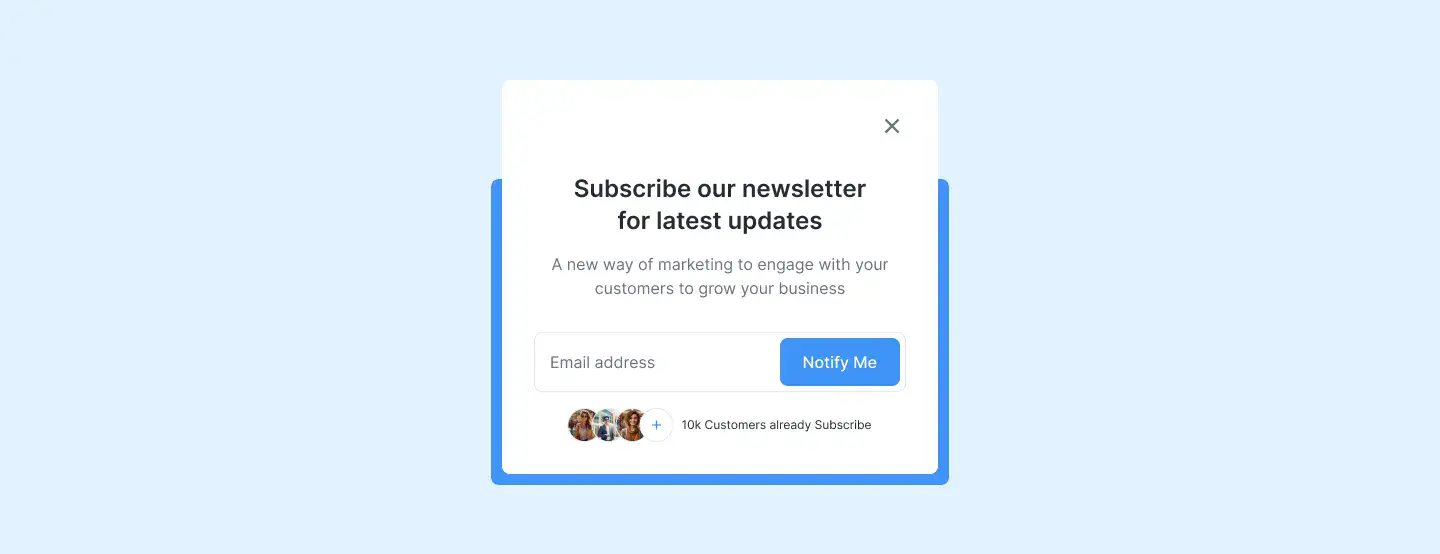 Subscribe our newsletter
for latest updates
A new way of marketing to engage with your
customers to grow your business
Email address
Notify Me
10k Customers already Subscribe